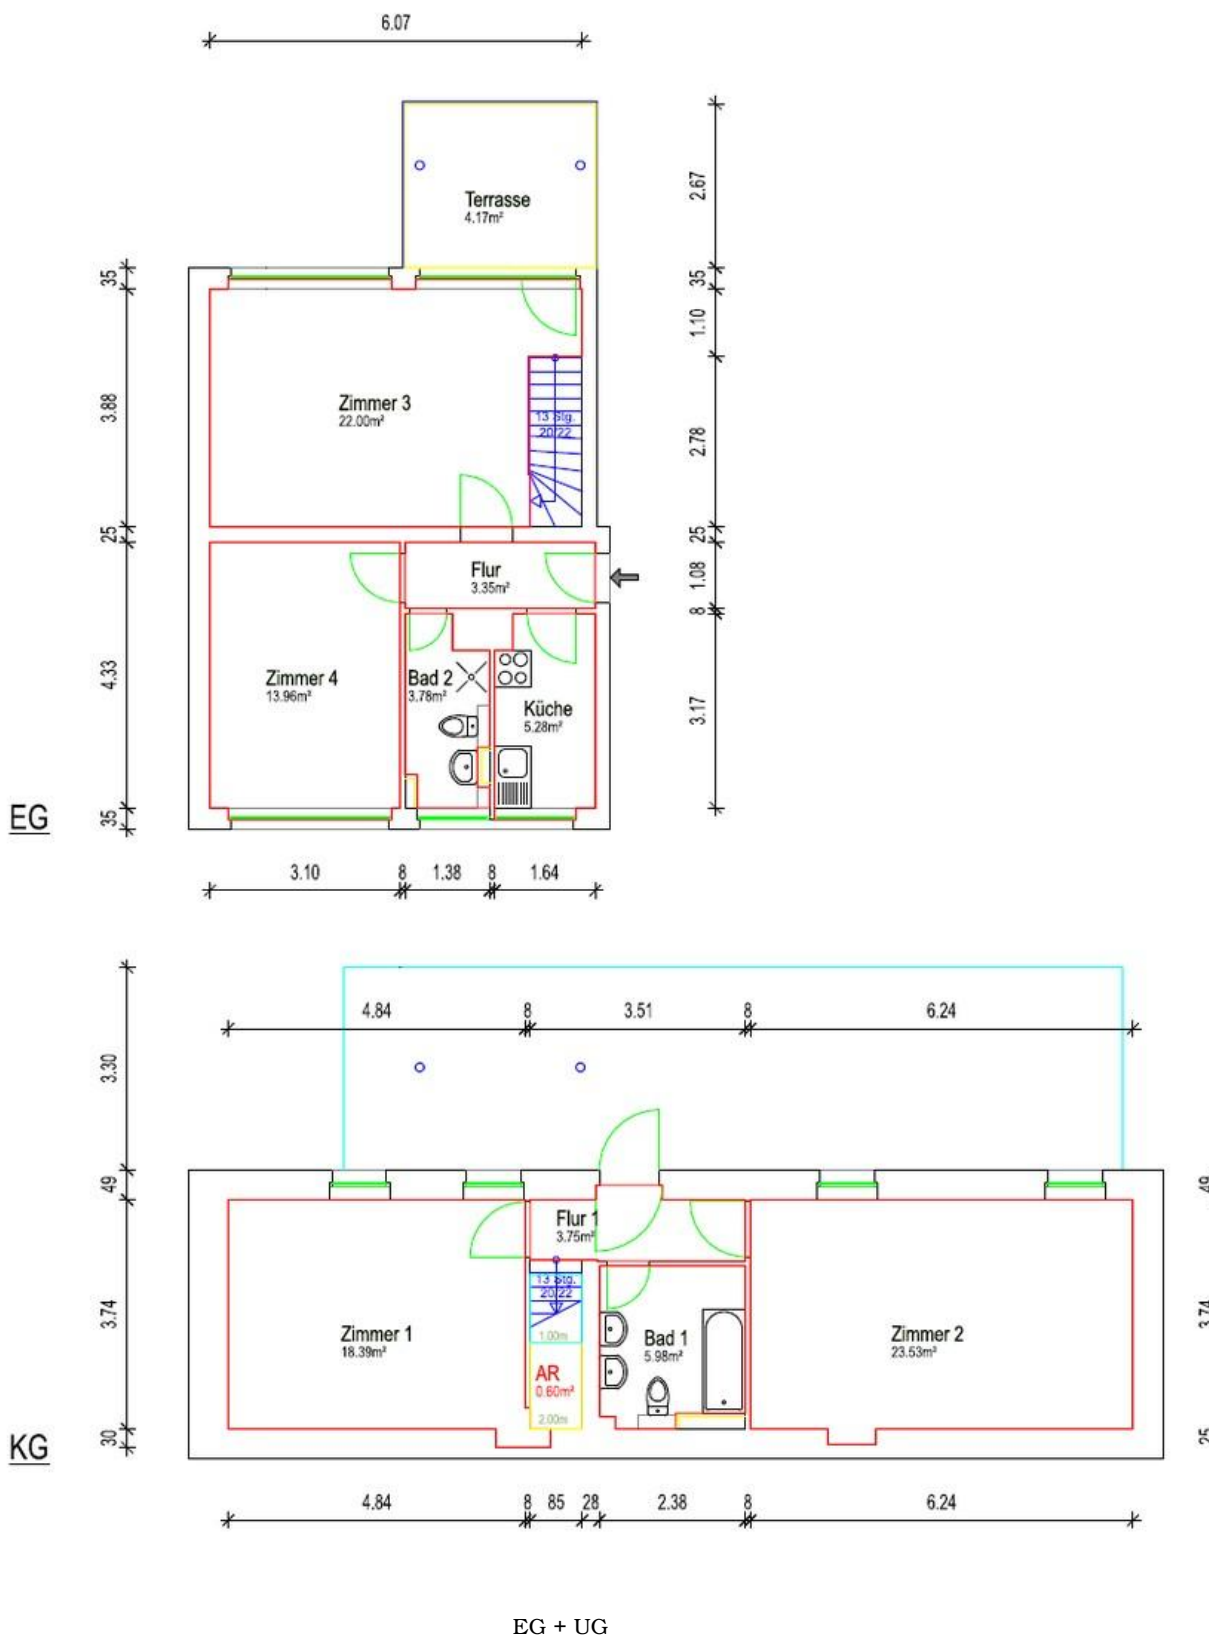 6.07
2.67
Terrasse
4.17m²
35
35
1.10
3.88
Zimmer 3
22.00m²
13 Stg.
20/22
2.78
25
25
Flur
3.35m²
1.08
8
4.33
Zimmer 4
13.96m²
Bad 2
3.78m²
Küche
5.28m²
3.17
EG
35
3.10 8 1.38 8 1.64
4.84 8 3.51 8 6.24
3.30
49
49
Flur 1
3.75m²
13 Stg.
20/22
3.74
Zimmer 1
18.39m²
1.00m
Bad 1
5.98m²
Zimmer 2
23.53m²
3.74
AR
0.60m²
2.00m
KG
30
25
4.84 8 85 28 2.38 8 6.24
EG + UG